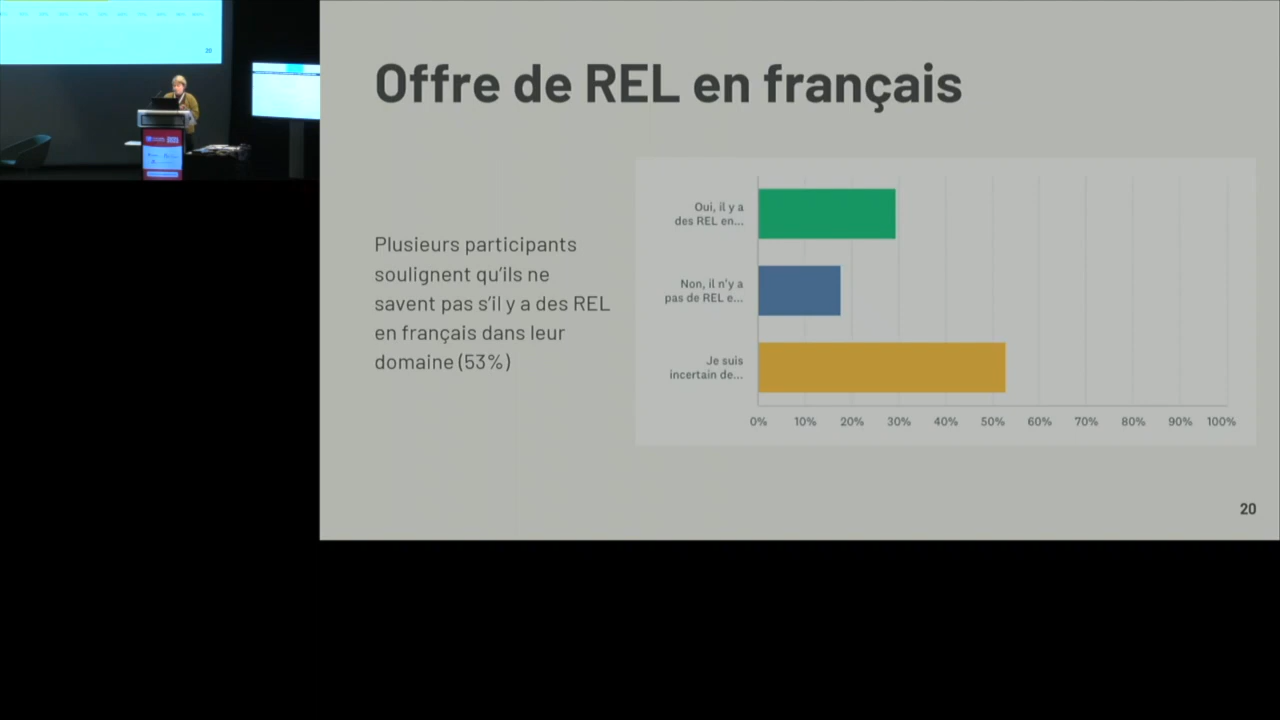 Offre de REL en français
Plusieurs participants
soulignent qu'ils ne
savent pas s'il y a des REL
en français dans leur
domaine (53%)
Oui, il y a
des REL en...
Non, il n'y a
pas de REL e...
Je suis
incertain de...
0% 10% 20% 30% 40% 50% 60% 70% 80% 90% 100%
20